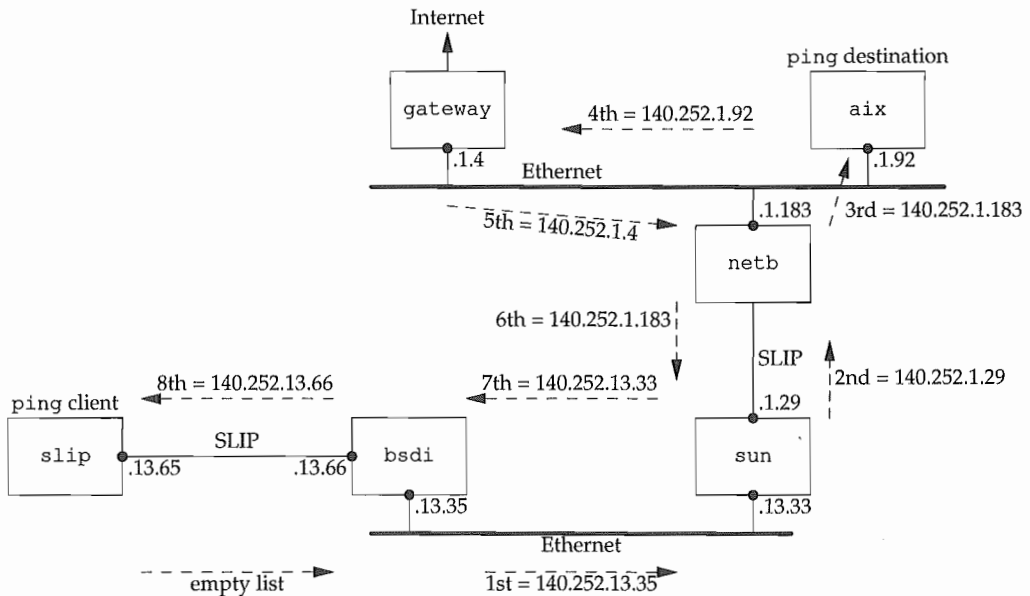 Internet
ping destination
gateway
4th = 140.252.1.92
aix
.1.4
.1.92
Ethernet
.1.183
3rd = 140.252.1.183
5th = 140.252.1.4
netb
6th = 140.252.1.183
SLIP
8th = 140.252.13.66
7th = 140.252.13.33
2nd = 140.252.1.29
ping client
.1.29
slip
SLIP
bsdi
sun
.13.65
.13.66
.13.35
.13.33
Ethernet
empty list
1st = 140.252.13.35